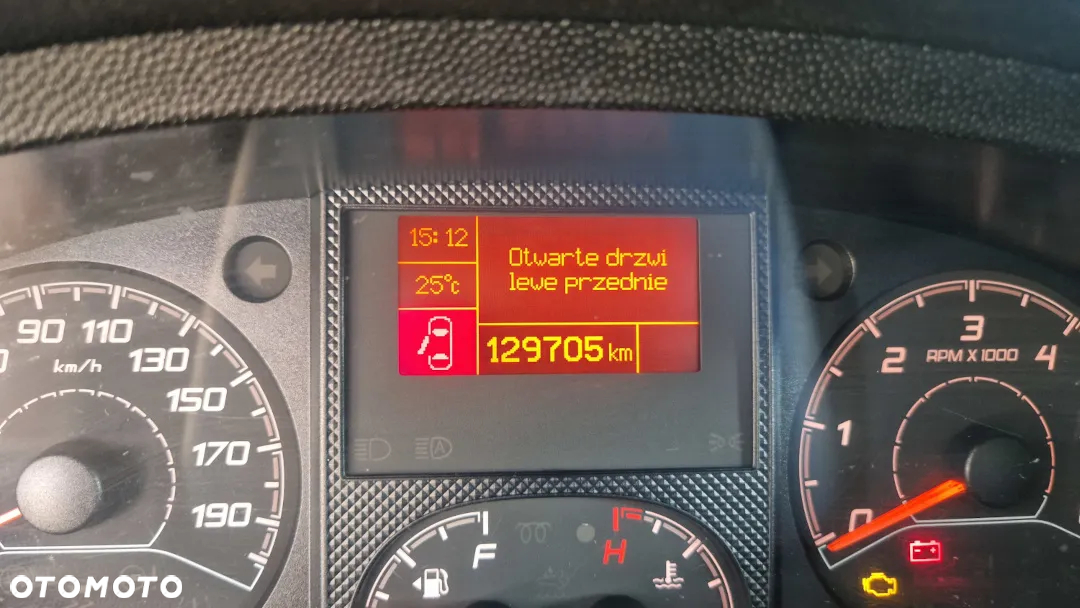 15:12
25°C
Otwarte drzwi
lewe przednie
129705 km
90
110
130
150
170
190
km/h
1
2
3
4
0
RPM X 1000
F
H
OTOMOTO